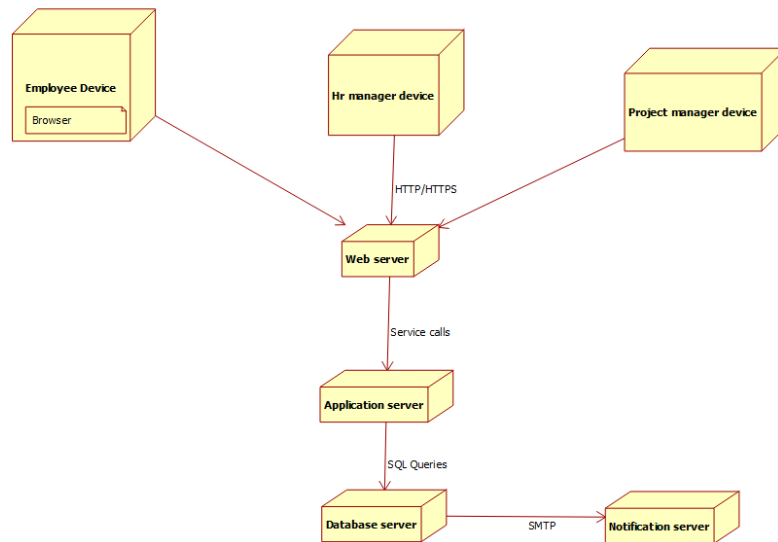 Employee Device
Browser
Hr manager device
Project manager device
HTTP/HTTPS
Web server
Service calls
Application server
SQL Queries
Database server
SMTP
Notification server